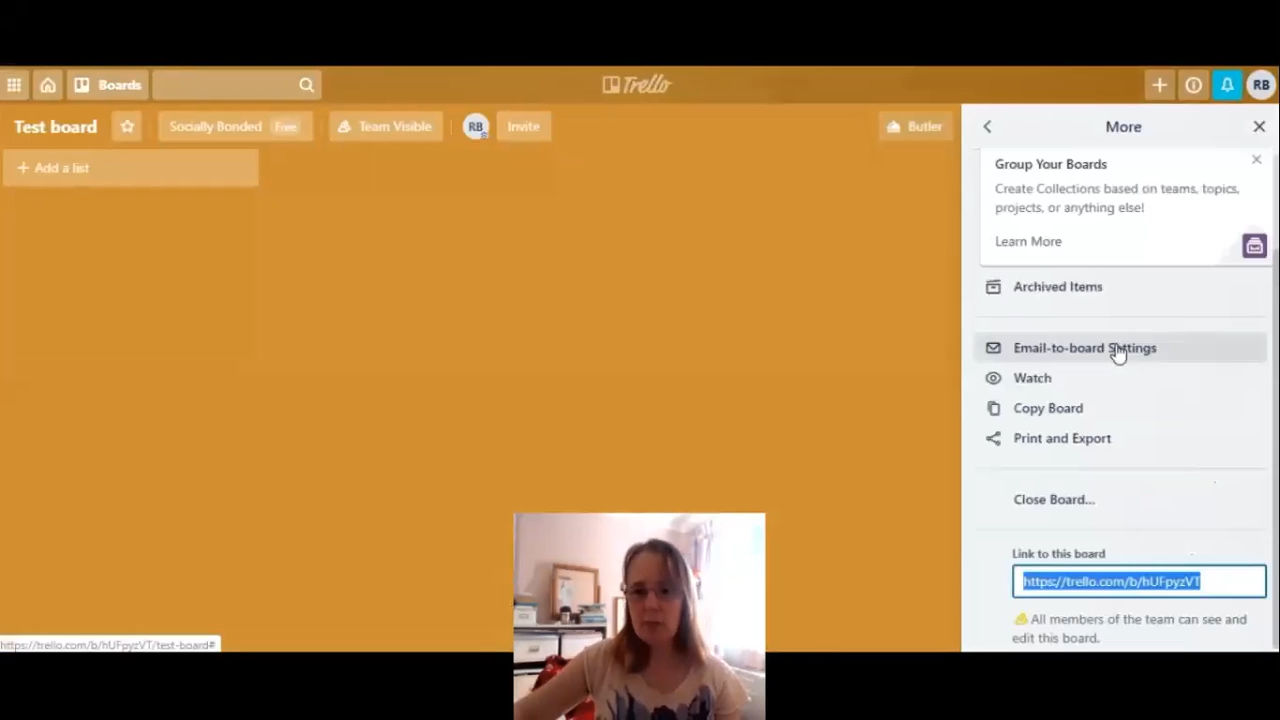 Boards
Trello
RB
Test board
Socially Bonded Free
Team Visible
RB
Invite
Butler
+ Add a list
More
Group Your Boards
Create Collections based on teams, topics,
projects, or anything else!
Learn More
Archived Items
Email-to-board Settings
Watch
Copy Board
Print and Export
Close Board...
Link to this board
https://trello.com/b/hUFpyzVT
All members of the team can see and
edit this board.
https://trello.com/b/hUFpyzVT/test-board#